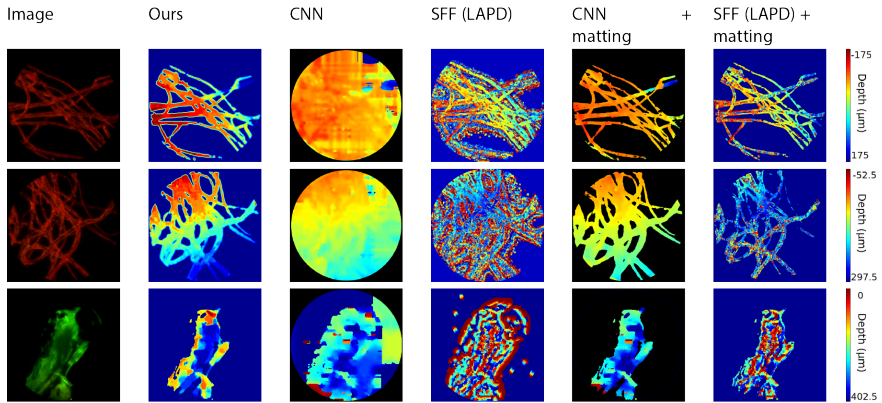 Image Ours CNN SFF (LAPD) CNN + SFF (LAPD) +
matting matting
-175
Depth (μm)
175
-52.5
Depth (μm)
297.5
0
Depth (μm)
402.5